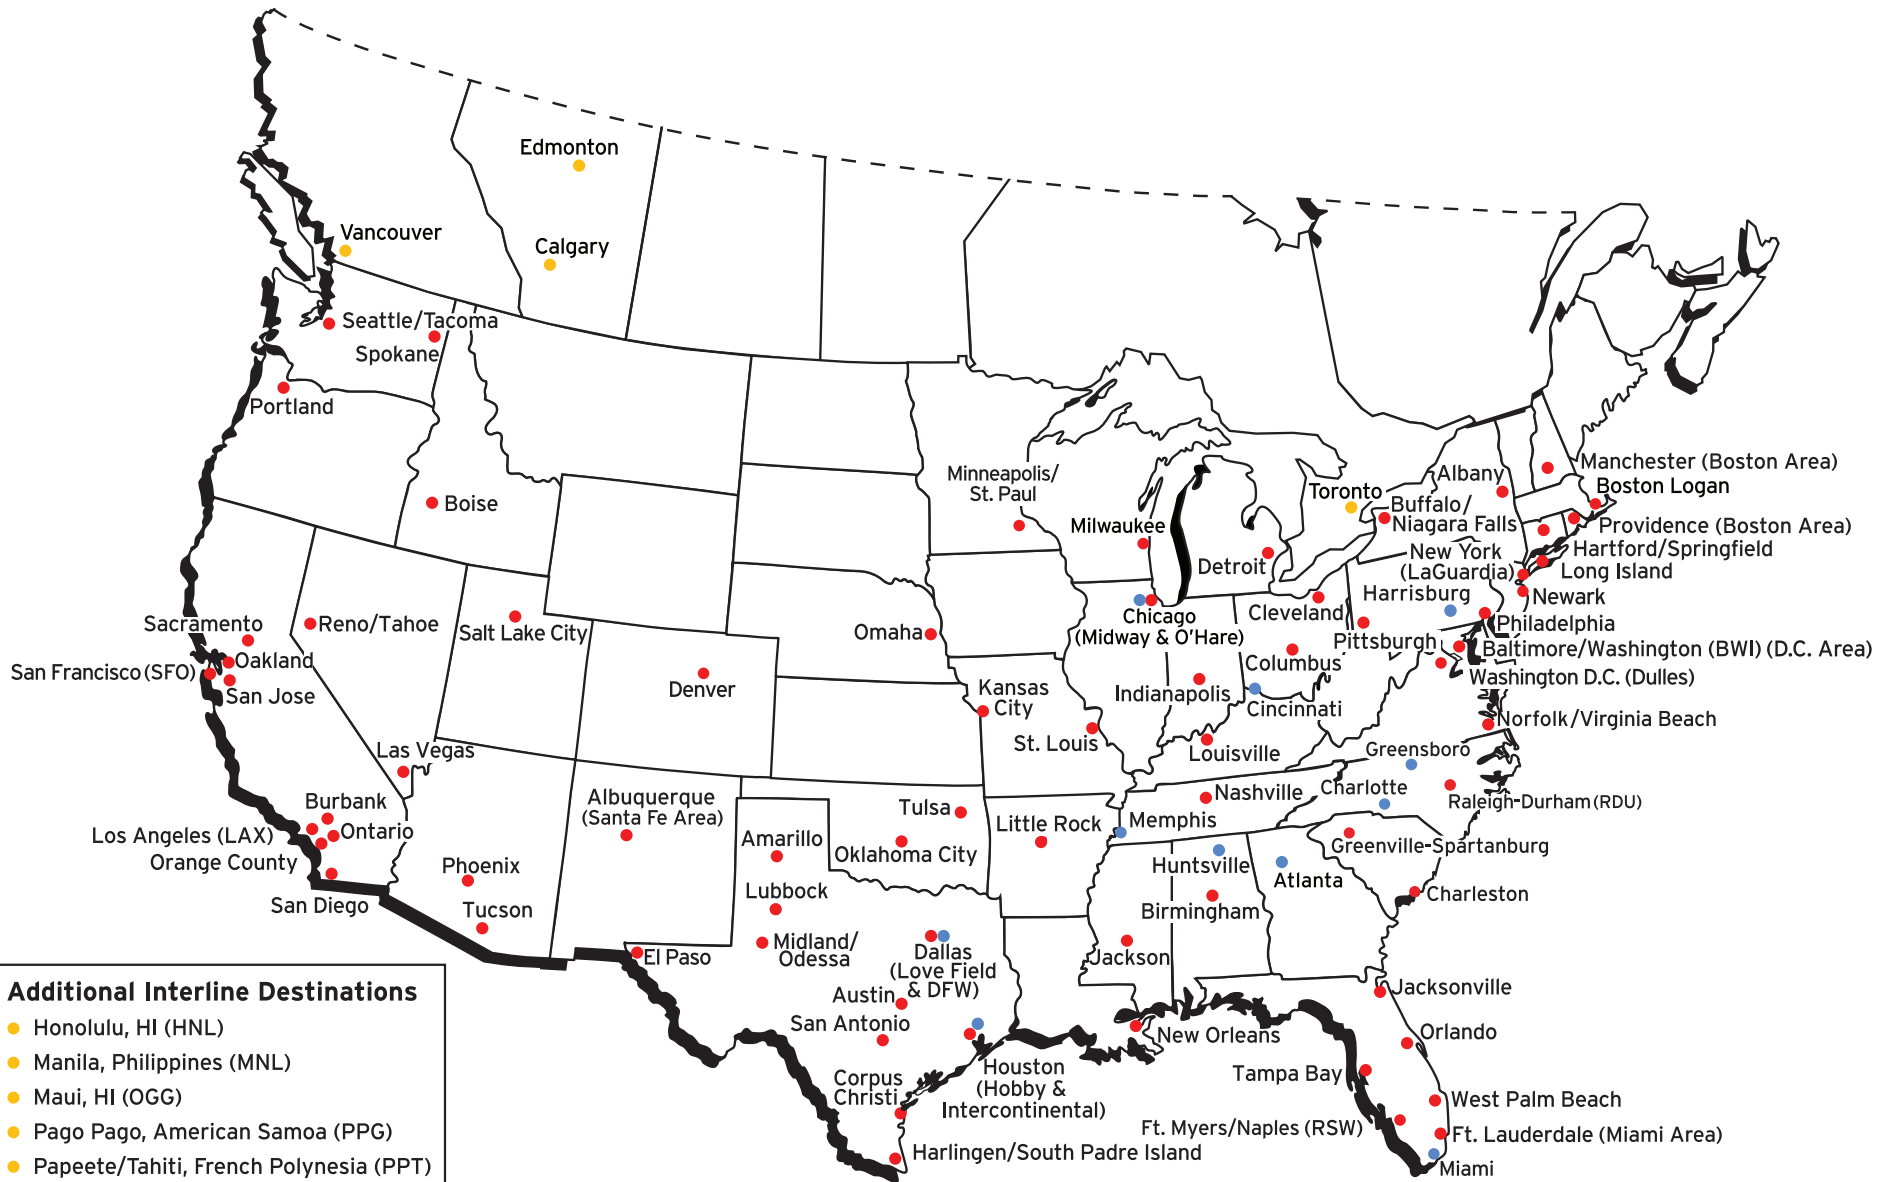 Edmonton
Vancouver
Calgary
Seattle/Tacoma
Spokane
Portland
Boise
Minneapolis/
St. Paul
Milwaukee
Detroit
Toronto
Albany
Buffalo/
Niagara Falls
Manchester (Boston Area)
Boston Logan
Providence (Boston Area)
Hartford/Springfield
Long Island
New York
(LaGuardia)
Newark
Harrisburg
Philadelphia
Pittsburgh
Baltimore/Washington (BWI) (D.C. Area)
Washington D.C. (Dulles)
Norfolk/Virginia Beach
Sacramento
Reno/Tahoe
Salt Lake City
Oakland
San Francisco (SFO)
San Jose
Denver
Omaha
Chicago
(Midway & O'Hare)
Cleveland
Columbus
Indianapolis
Cincinnati
Kansas
City
St. Louis
Louisville
Greensboro
Charlotte
Raleigh-Durham (RDU)
Las Vegas
Burbank
Los Angeles (LAX)
Ontario
Orange County
San Diego
Phoenix
Tucson
Albuquerque
(Santa Fe Area)
Amarillo
Lubbock
Midland/
Odessa
El Paso
Tulsa
Oklahoma City
Little Rock
Nashville
Memphis
Huntsville
Birmingham
Atlanta
Greenville-Spartanburg
Charleston
Jackson
Dallas
(Love Field
& DFW)
Austin
San Antonio
Houston
(Hobby &
Intercontinental)
Corpus
Christi
Harlingen/South Padre Island
New Orleans
Jacksonville
Orlando
Tampa Bay
West Palm Beach
Ft. Myers/Naples (RSW)
Ft. Lauderdale (Miami Area)
Miami
Additional Interline Destinations
Honolulu, HI (HNL)
Manila, Philippines (MNL)
Maui, HI (OGG)
Pago Pago, American Samoa (PPG)
Papeete/Tahiti, French Polynesia (PPT)